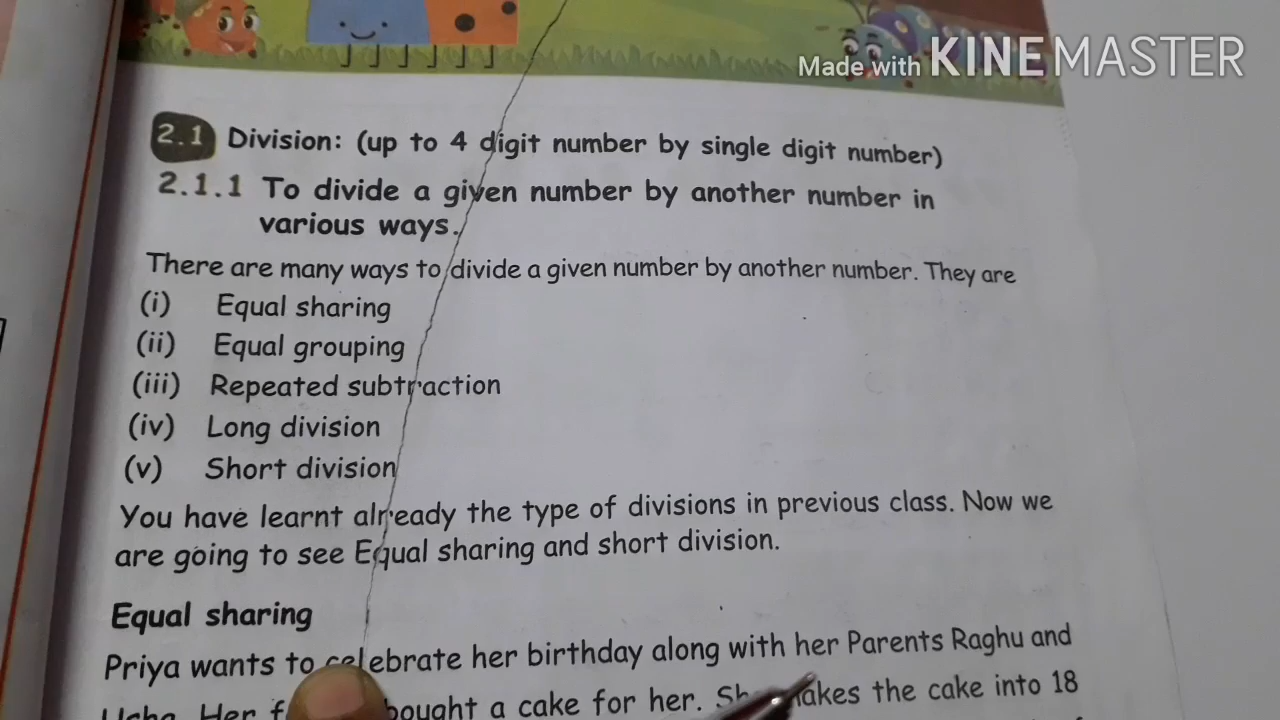 Made with KINEMASTER
2.1 Division: (up to 4 digit number by single digit number)
2.1.1 To divide a given number by another number in
various ways.
There are many ways to divide a given number by another number. They are
(i) Equal sharing
(ii) Equal grouping
(iii) Repeated subtraction
(iv) Long division
(v) Short division
You have learnt already the type of divisions in previous class. Now we
are going to see Equal sharing and short division.
Equal sharing
Priya wants to celebrate her birthday along with her Parents Raghu and
Her bought a cake for her. the cake into 18